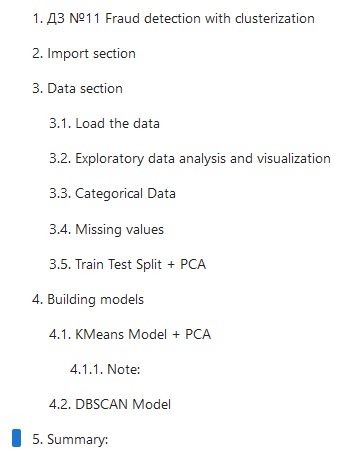 1. ДЗ №11 Fraud detection with clusterization
2. Import section
3. Data section
3.1. Load the data
3.2. Exploratory data analysis and visualization
3.3. Categorical Data
3.4. Missing values
3.5. Train Test Split + PCA
4. Building models
4.1. KMeans Model + PCA
4.1.1. Note:
4.2. DBSCAN Model
5. Summary: